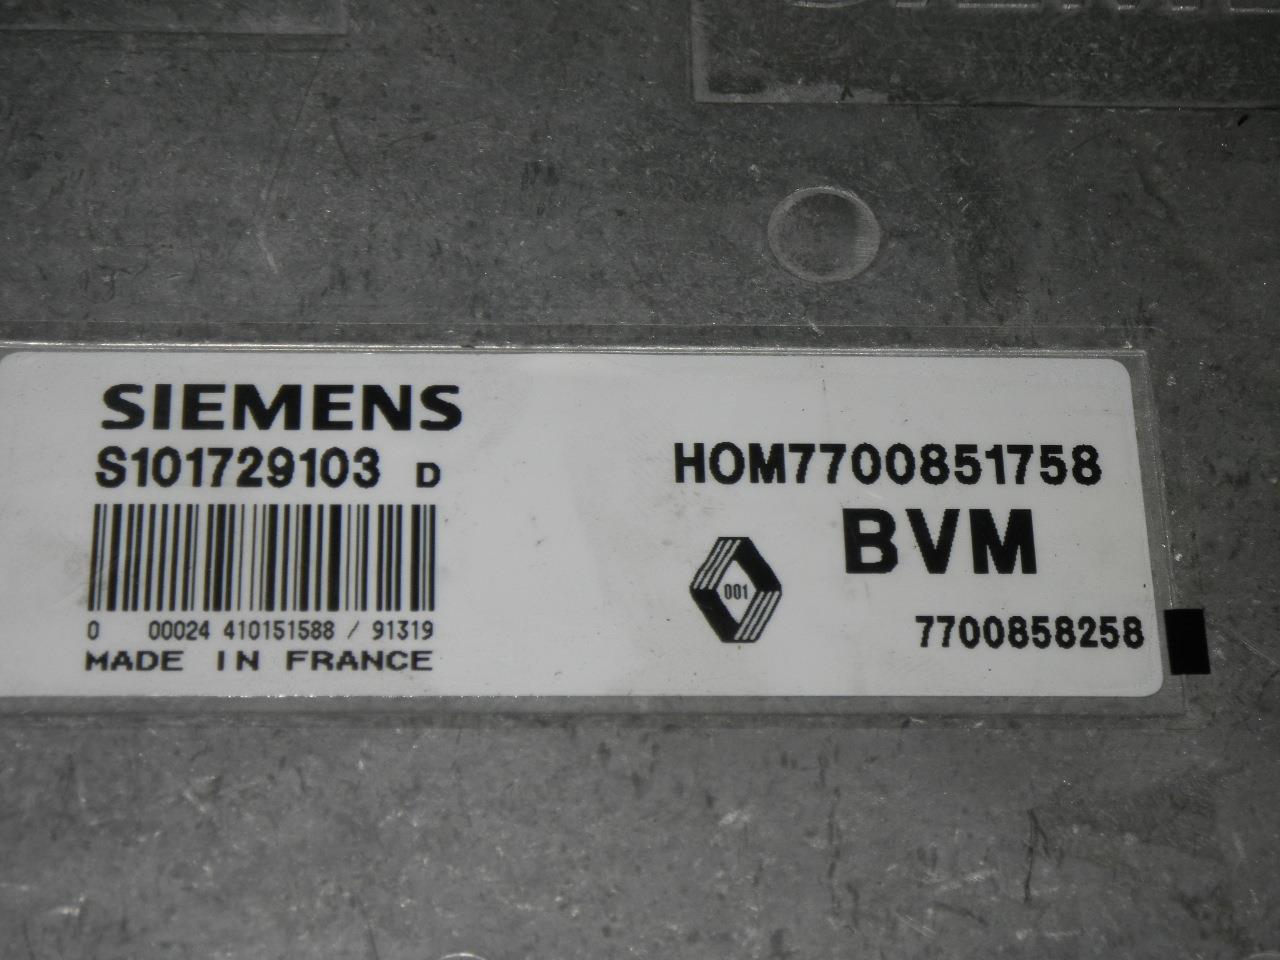 SIEMENS
S101729103 D
HOM7700851758
BVM
001
7700858258
0 00024 410151588 / 91319
MADE IN FRANCE